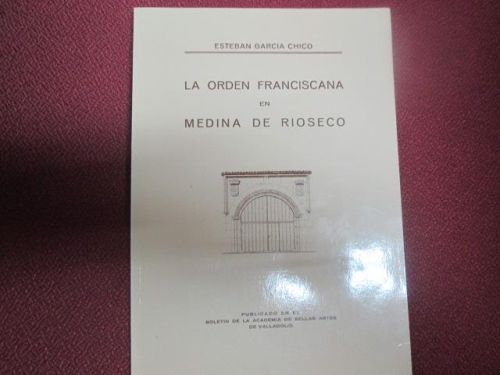 ESTEBAN GARCIA CHICO
LA ORDEN FRANCISCANA
EN
MEDINA DE RIOSECO
PUBLICADO EN EL
BOLETIN DE LA ACADEMIA DE BELLAS ARTES
DE VALLADOLID.